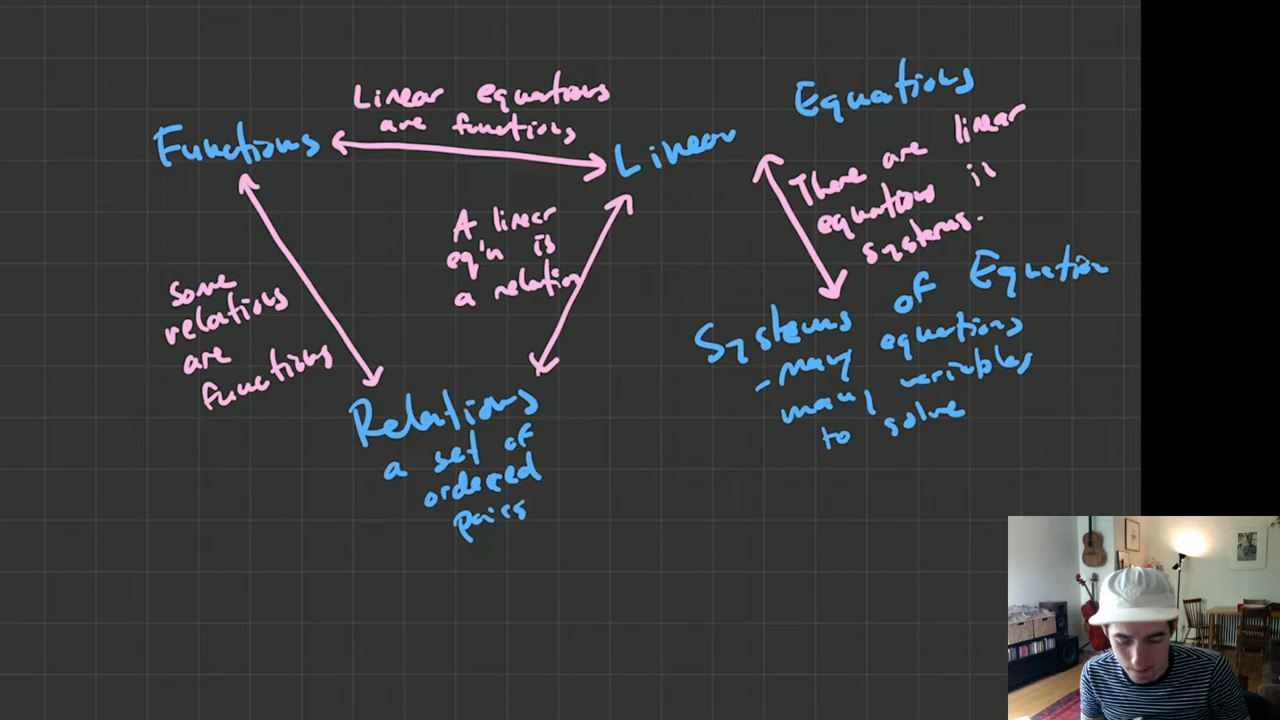 Linear equations
are functions
Functions
Linear Equations
There are linear
equations in
systems.
A linear
eq'n is
a relation
Some
relations
are
functions
Systems of Equation
- many equations
many variables
to solve
Relations
a set of
ordered
pairs